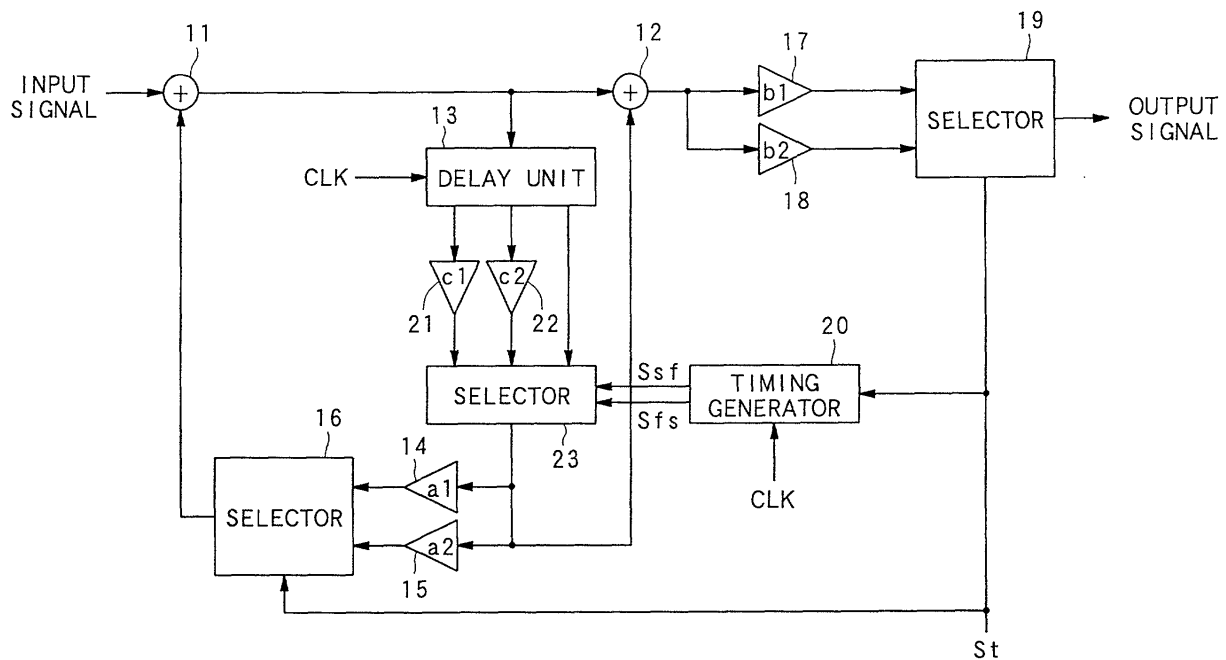 11
12
17
19
INPUT
SIGNAL
+
+
b1
SELECTOR
OUTPUT
SIGNAL
13
b2
18
CLK
DELAY UNIT
c1
c2
21
22
20
Ssf
TIMING
GENERATOR
SELECTOR
Sfs
16
14
23
CLK
a1
SELECTOR
a2
15
St